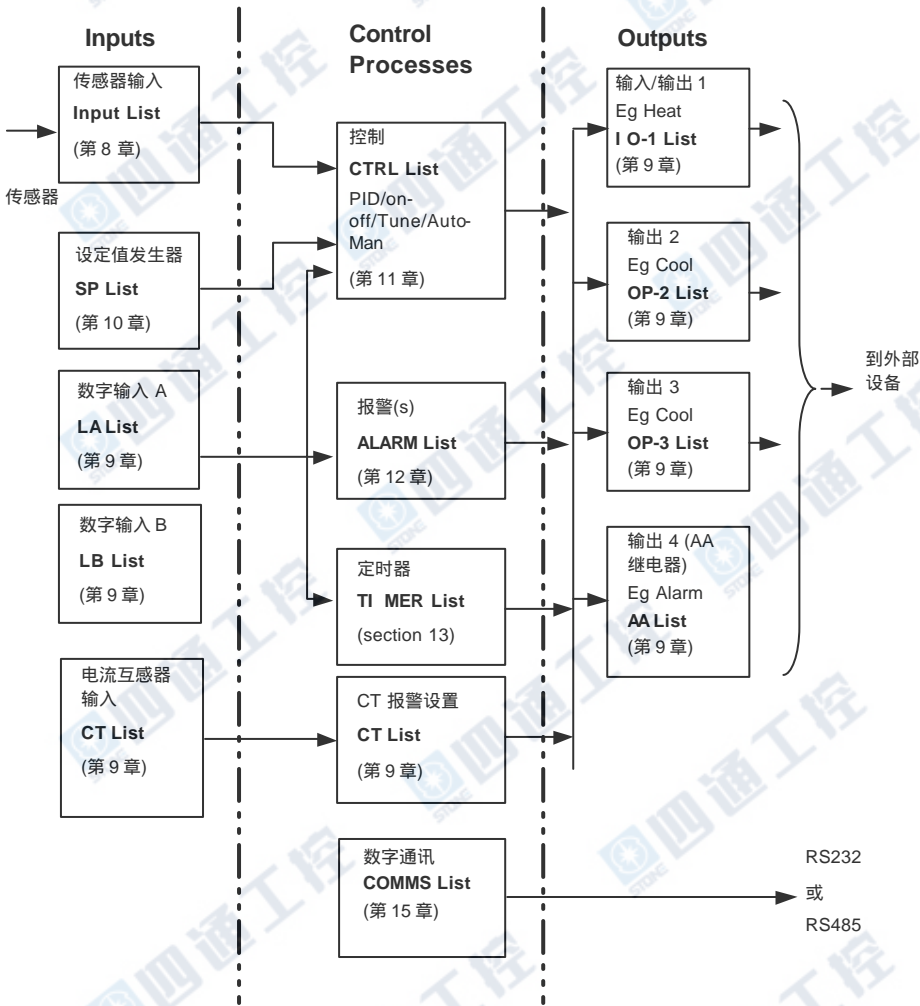 Inputs
Control
Processes
Outputs
传感器输入
Input List
(第 8 章)
传感器
设定值发生器
SP List
(第 10 章)
数字输入 A
LA List
(第 9 章)
数字输入 B
LB List
(第 9 章)
电流互感器
输入
CT List
(第 9 章)
控制
CTRL List
PID/on-
off/Tune/Auto-
Man
(第 11 章)
报警(s)
ALARM List
(第 12 章)
定时器
TI MER List
(section 13)
CT 报警设置
CT List
(第 9 章)
数字通讯
COMMS List
(第 15 章)
输入/输出 1
Eg Heat
I O-1 List
(第 9 章)
输出 2
Eg Cool
OP-2 List
(第 9 章)
输出 3
Eg Cool
OP-3 List
(第 9 章)
输出 4 (AA
继电器)
Eg Alarm
AA List
(第 9 章)
到外部
设备
RS232
或
RS485
四通工控
STONE